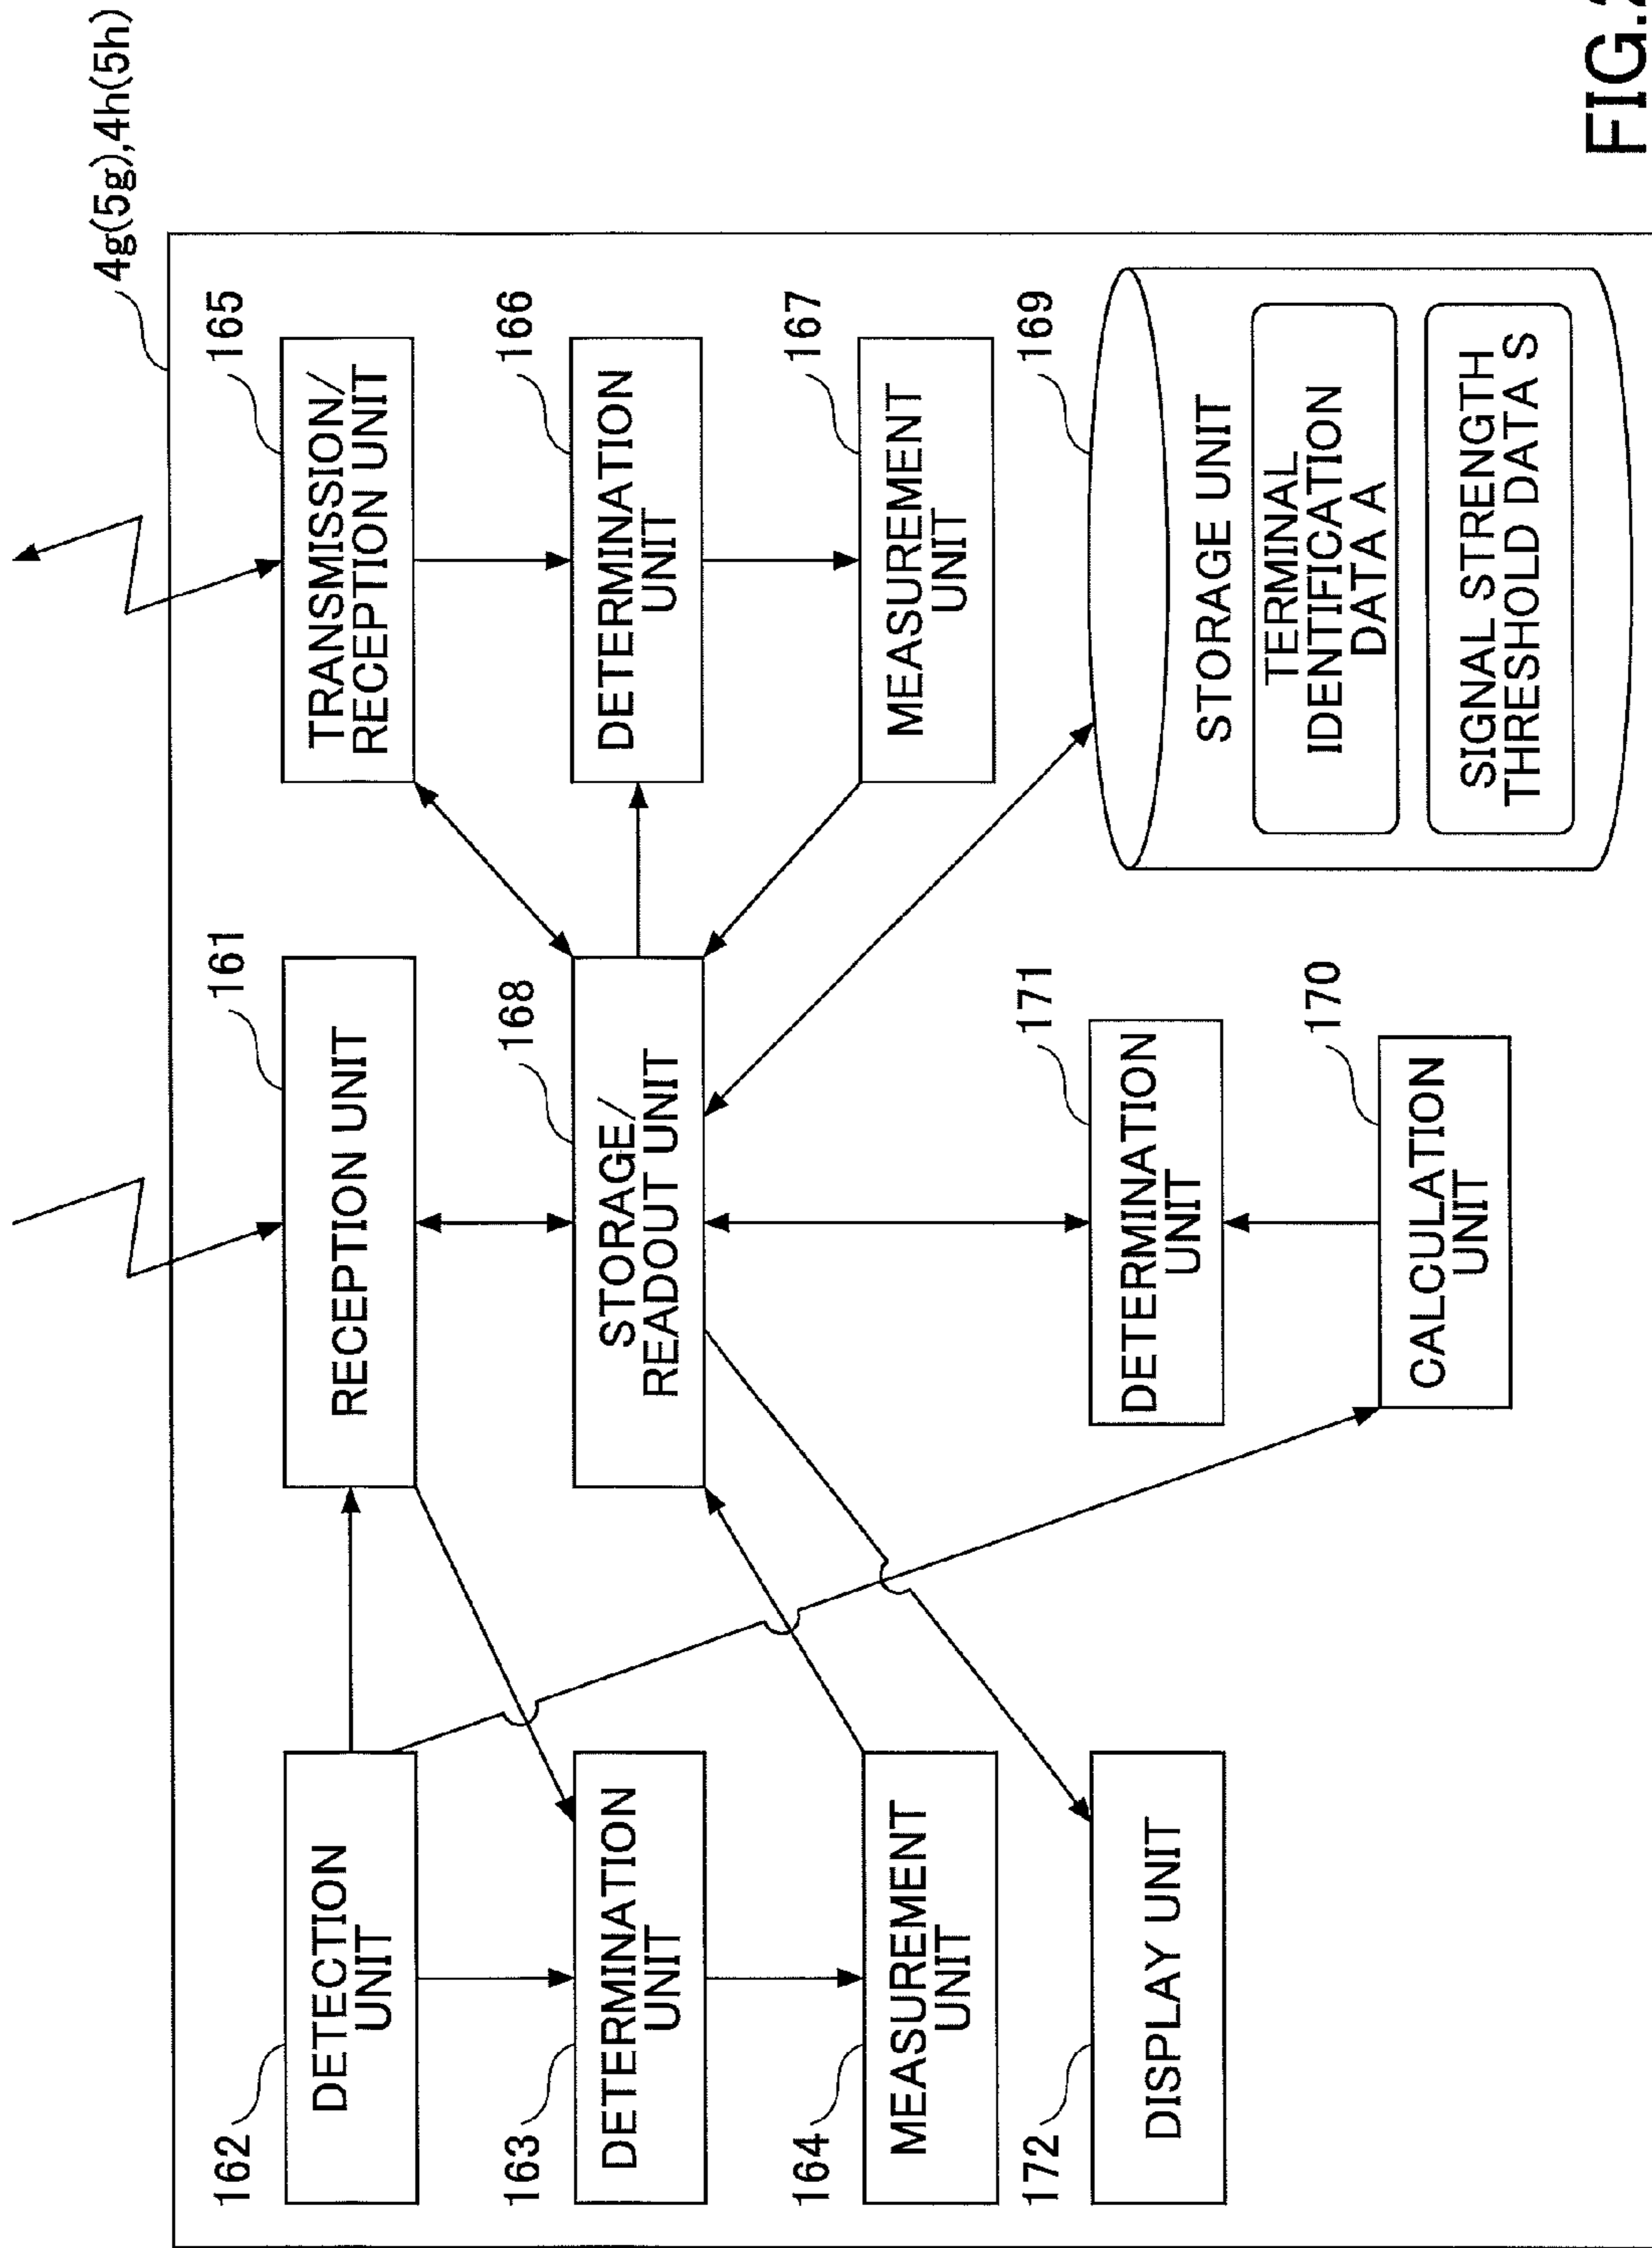 4g(5g),4h(5h)
162
DETECTION
UNIT
161
RECEPTION UNIT
165
TRANSMISSION/
RECEPTION UNIT
163
DETERMINATION
UNIT
168
STORAGE/
READOUT UNIT
166
DETERMINATION
UNIT
164
MEASUREMENT
UNIT
167
MEASUREMENT
UNIT
172
DISPLAY UNIT
171
DETERMINATION
UNIT
170
CALCULATION
UNIT
169
STORAGE UNIT
TERMINAL
IDENTIFICATION
DATA A
SIGNAL STRENGTH
THRESHOLD DATA S
FIG.2